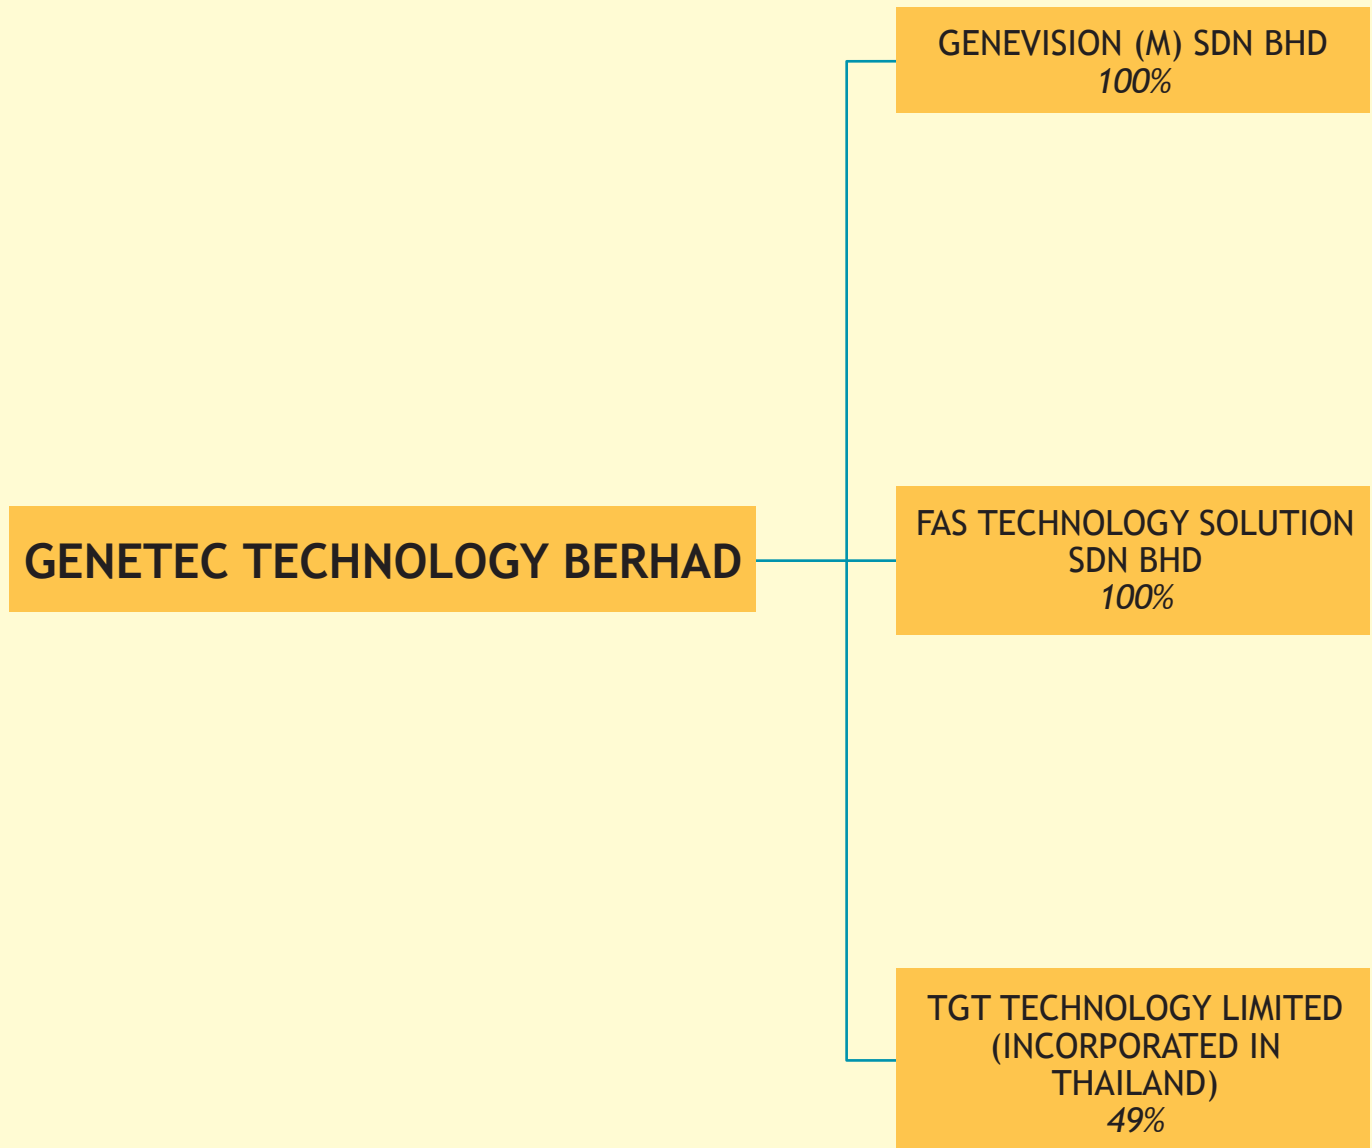 GENEVISION (M) SDN BHD
100%
GENETEC TECHNOLOGY BERHAD
FAS TECHNOLOGY SOLUTION
SDN BHD
100%
TGT TECHNOLOGY LIMITED
(INCORPORATED IN
THAILAND)
49%